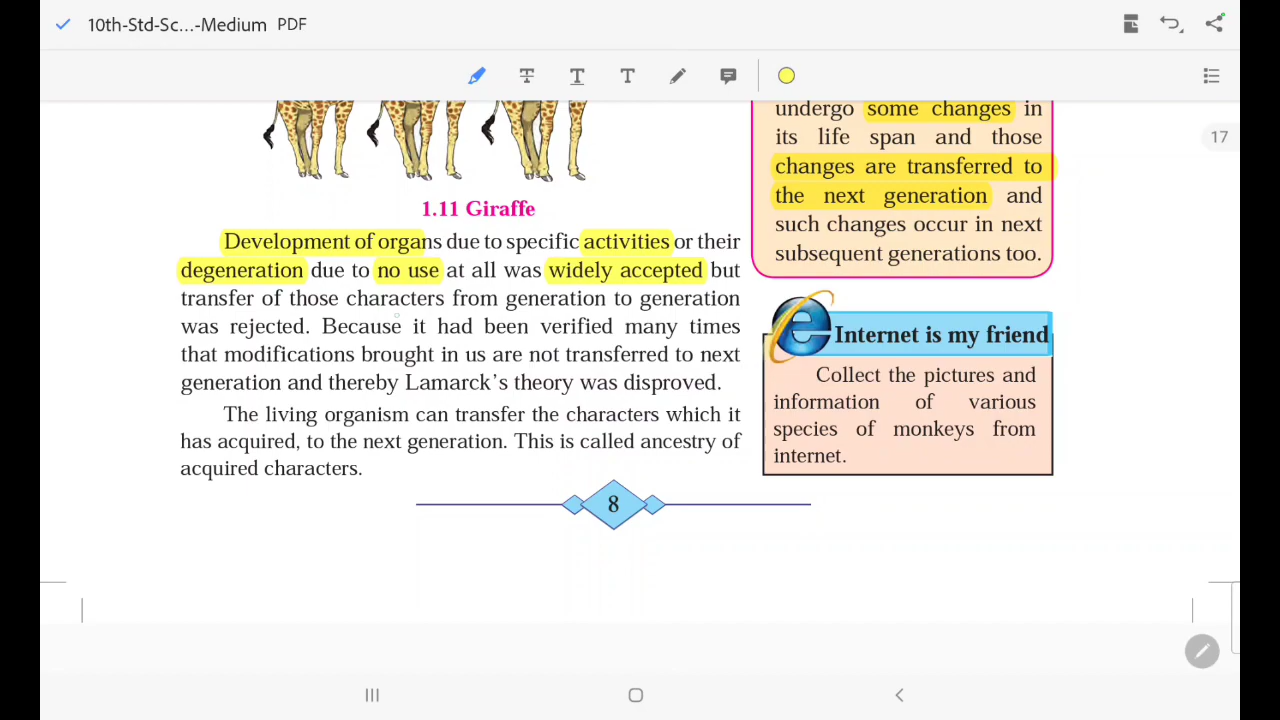 10th-Std-Sc...-Medium PDF
17
undergo some changes in
its life span and those
changes are transferred to
the next generation and
such changes occur in next
subsequent generations too.
1.11 Giraffe
Development of organs due to specific activities or their
degeneration due to no use at all was widely accepted but
transfer of those characters from generation to generation
was rejected. Because it had been verified many times
that modifications brought in us are not transferred to next
generation and thereby Lamarck's theory was disproved.
The living organism can transfer the characters which it
has acquired, to the next generation. This is called ancestry of
acquired characters.
Internet is my friend
Collect the pictures and
information of various
species of monkeys from
internet.
8